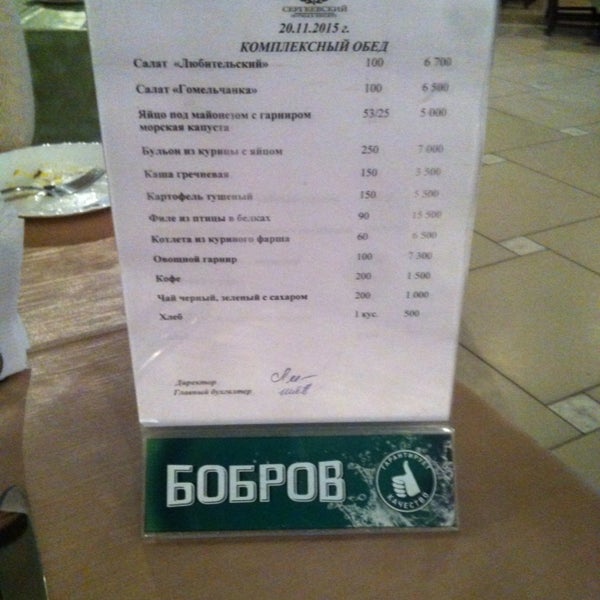 СЕРГЕЕВСКИЙ
20.11.2015 г.
КОМПЛЕКСНЫЙ ОБЕД
Салат «Любительский» 100 6 700
Салат «Гомельчанка» 100 6 500
Яйцо под майонезом с гарниром 53/25 5 000
морская капуста
Бульон из курицы с яйцом 250 7 000
Каша гречневая 150 3 500
Картофель тушеный 150 5 500
Филе из птицы в белках 90 15 500
Котлета из куриного фарша 60 6 500
Овощной гарнир 100 7 300
Кофе 200 1 500
Чай черный, зеленый с сахаром 200 1 000
Хлеб 1 кус. 500
Директор
Главный бухгалтер
БОБРОВ
ГАРАНТИРУЕТ
КАЧЕСТВО